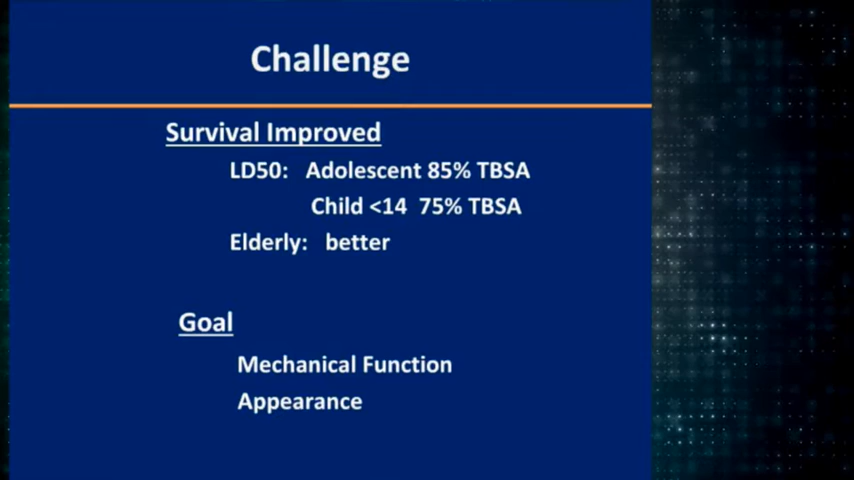 Challenge
Survival Improved
LD50: Adolescent 85% TBSA
Child <14 75% TBSA
Elderly: better
Goal
Mechanical Function
Appearance